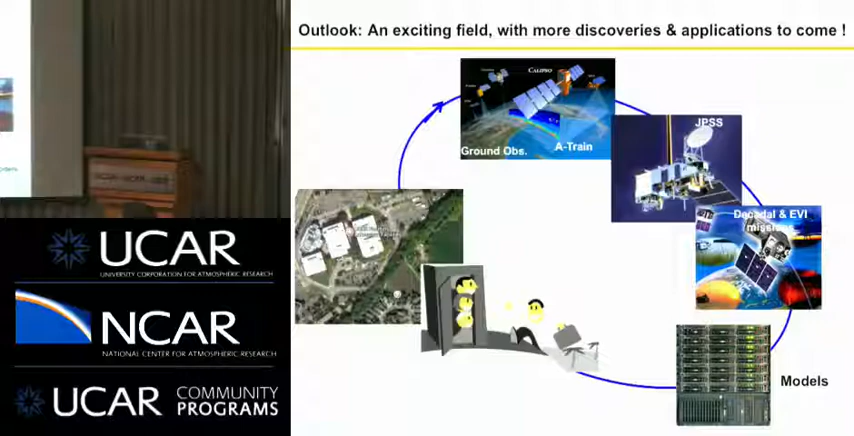 Outlook: An exciting field, with more discoveries & applications to come !
CALIPSO
Ground Obs.
A-Train
JPSS
Decadal & EVI
missions
Models
UCAR
UNIVERSITY CORPORATION FOR ATMOSPHERIC RESEARCH
NCAR
NATIONAL CENTER FOR ATMOSPHERIC RESEARCH
UCAR
COMMUNITY
PROGRAMS